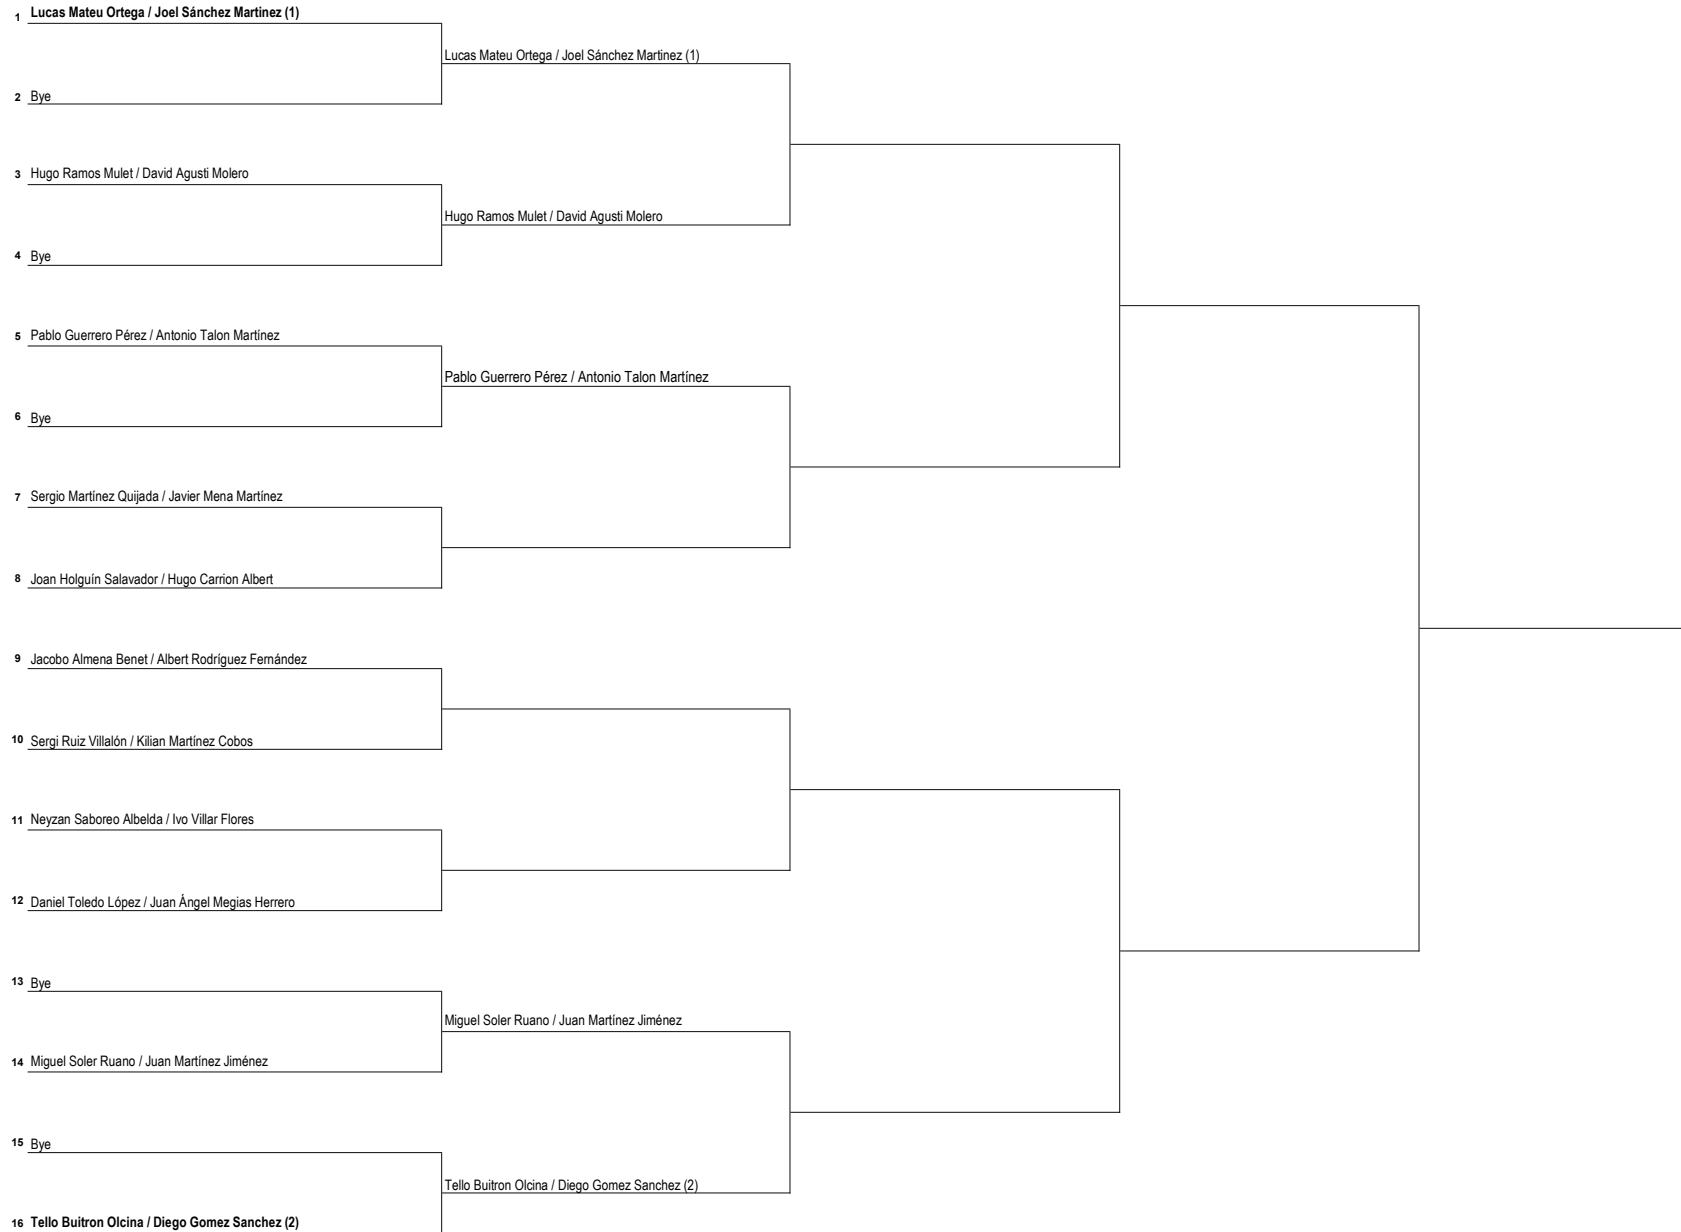 1 Lucas Mateu Ortega / Joel Sánchez Martinez (1)
Lucas Mateu Ortega / Joel Sánchez Martinez (1)
2 Bye
3 Hugo Ramos Mulet / David Agusti Molero
Hugo Ramos Mulet / David Agusti Molero
4 Bye
5 Pablo Guerrero Pérez / Antonio Talon Martínez
Pablo Guerrero Pérez / Antonio Talon Martínez
6 Bye
7 Sergio Martínez Quijada / Javier Mena Martínez
8 Joan Holguín Salavador / Hugo Carrion Albert
9 Jacobo Almena Benet / Albert Rodríguez Fernández
10 Sergi Ruiz Villalón / Kilian Martínez Cobos
11 Neyzan Saboreo Albelda / Ivo Villar Flores
12 Daniel Toledo López / Juan Ángel Megias Herrero
13 Bye
Miguel Soler Ruano / Juan Martínez Jiménez
14 Miguel Soler Ruano / Juan Martínez Jiménez
15 Bye
Tello Buitron Olcina / Diego Gomez Sanchez (2)
16 Tello Buitron Olcina / Diego Gomez Sanchez (2)